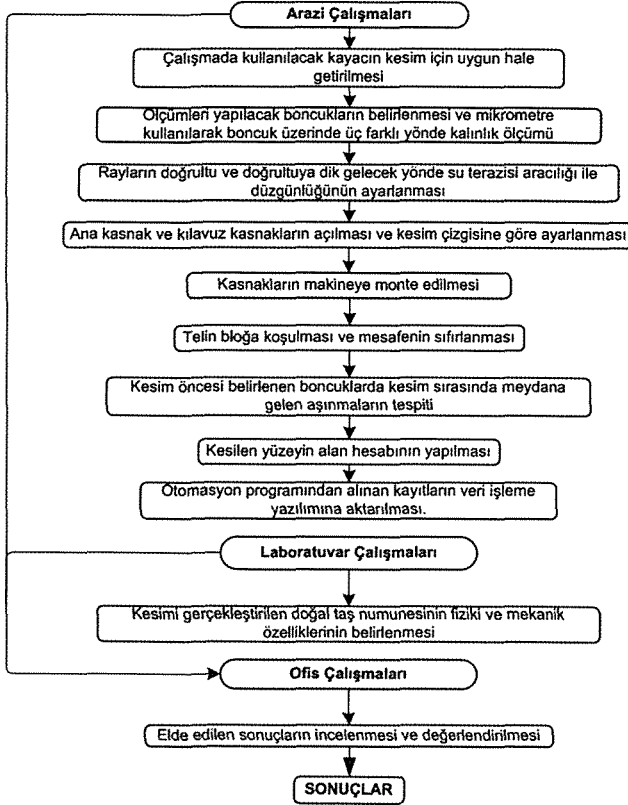 Arazi Çalışmaları
Çalışmada kullanılacak kayacın kesim için uygun hale
getirilmesi
Ölçümleri yapılacak boncukların belirlenmesi ve mikrometre
kullanılarak boncuk üzerinde üç farklı yönde kalınlık ölçümü
Rayların doğrultu ve doğrultuya dik gelecek yönde su terazisi aracılığı ile
düzgünlüğünün ayarlanması
Ana kasnak ve kılavuz kasnakların açılması ve kesim çizgisine göre ayarlanması
Kasnakların makineye monte edilmesi
Telin bloğa koşulması ve mesafenin sıfırlanması
Kesim öncesi belirlenen boncuklarda kesim sırasında meydana
gelen aşınmaların tespiti
Kesilen yüzeyin alan hesabının yapılması
Otomasyon programından alınan kayıtların veri işleme
yazılımına aktarılması.
Laboratuvar Çalışmaları
Kesimi gerçekleştirilen doğal taş numunesinin fiziki ve mekanik
özelliklerinin belirlenmesi
Ofis Çalışmaları
Elde edilen sonuçların incelenmesi ve değerlendirilmesi
SONUÇLAR